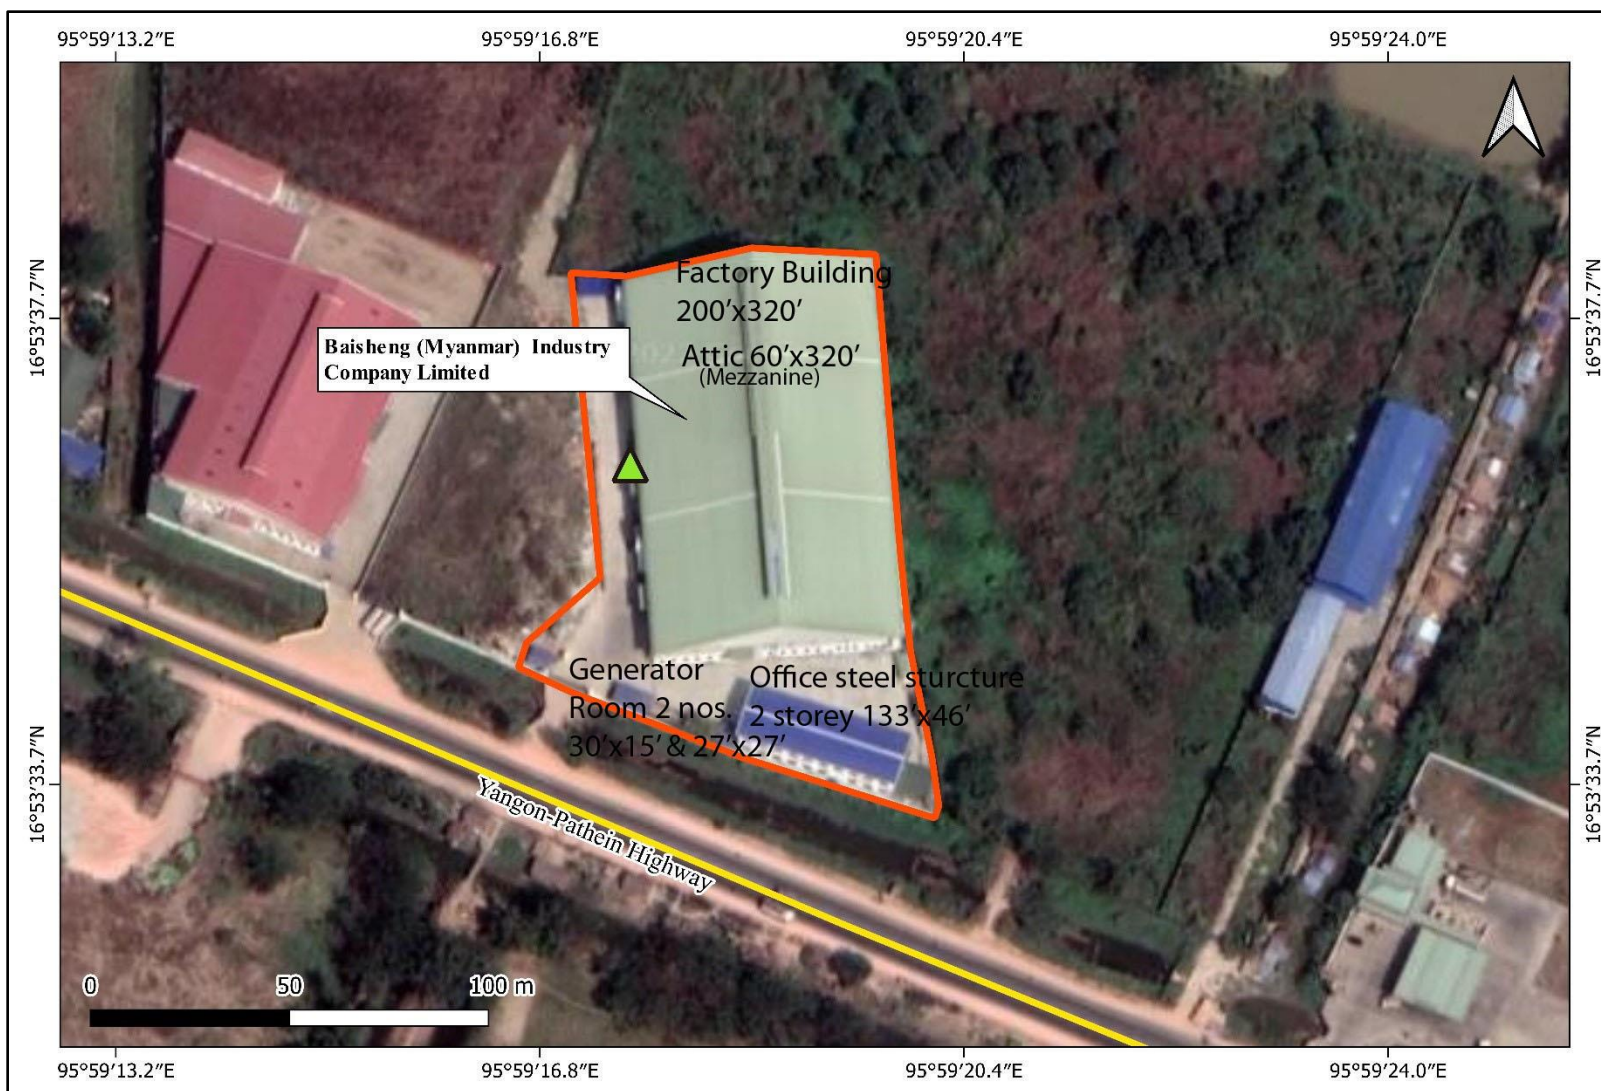 95°59′13.2″E
95°59′16.8″E
95°59′20.4″E
95°59′24.0″E
16°53′37.7″N
16°53′37.7″N
Factory Building
200′x320′
Attic 60′x320′
(Mezzanine)
Baisheng (Myanmar) Industry
Company Limited
Generator
Room 2 nos.
30′x15′ & 27′x27′
Office steel sturcture
2 storey 133′x46′
16°53′33.7″N
16°53′33.7″N
Yangon-Pathein Highway
0 50 100 m
95°59′13.2″E
95°59′16.8″E
95°59′20.4″E
95°59′24.0″E